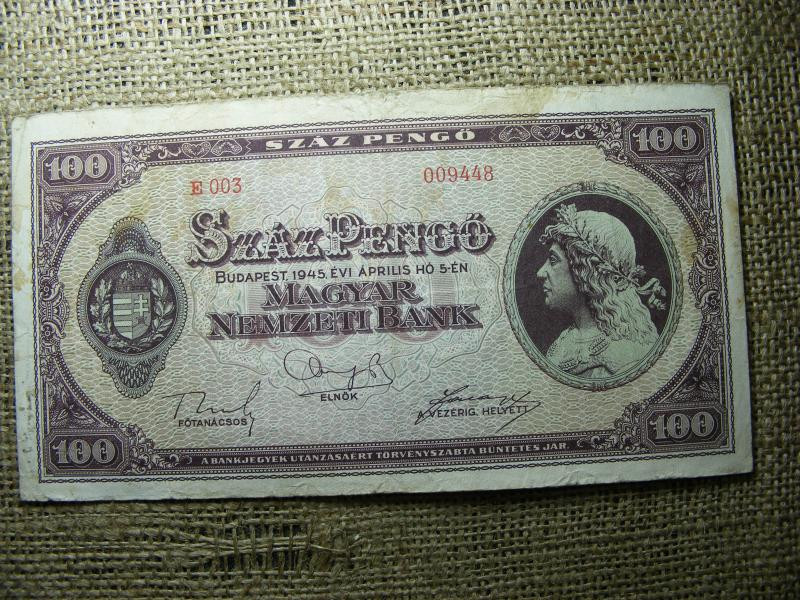 100 SZÁZ PENGŐ 100
E 003 009448
SZÁZ PENGŐ
BUDAPEST, 1945. ÉVI ÁPRILIS HÓ 5-ÉN
MAGYAR
NEMZETI BANK
FŐTANÁCSOS ELNÖK A VEZÉRIG. HELYETT
100 100
A BANKJEGYEK UTÁNZÁSÁÉRT TÖRVÉNYSZABTA BÜNTETÉS JÁR.